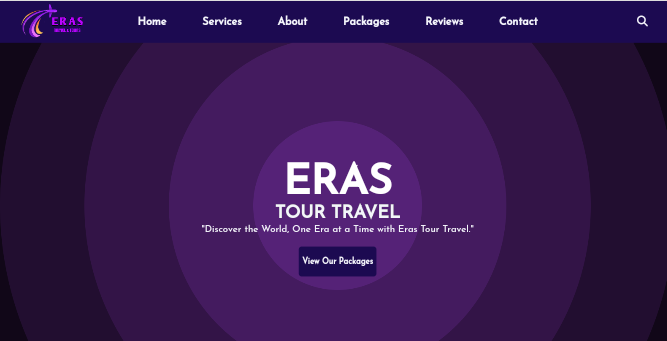 ERAS
Home Services About Packages Reviews Contact
ERAS
TOUR TRAVEL
"Discover the World, One Era at a Time with Eras Tour Travel."
View Our Packages